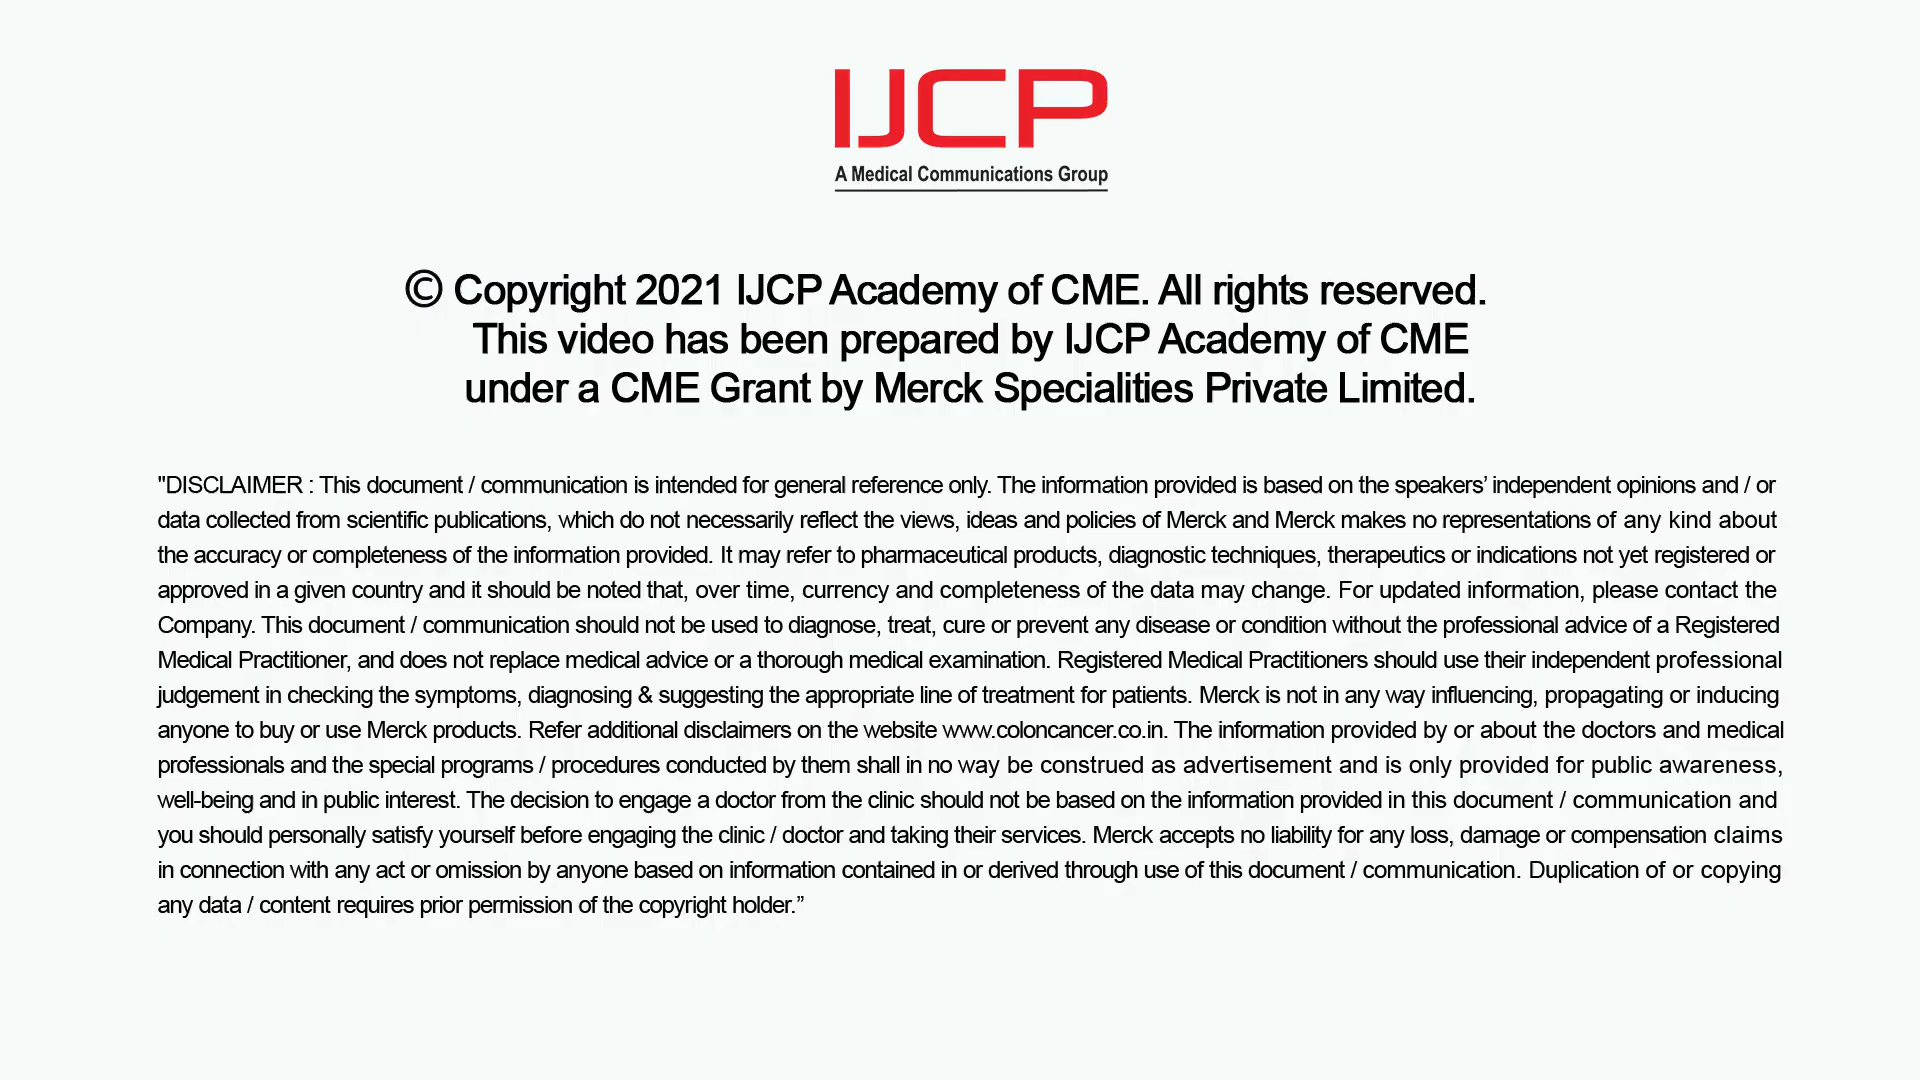 IJCP
A Medical Communications Group
© Copyright 2021 IJCP Academy of CME. All rights reserved.
This video has been prepared by IJCP Academy of CME
under a CME Grant by Merck Specialities Private Limited.
"DISCLAIMER : This document / communication is intended for general reference only. The information provided is based on the speakers’ independent opinions and / or
data collected from scientific publications, which do not necessarily reflect the views, ideas and policies of Merck and Merck makes no representations of any kind about
the accuracy or completeness of the information provided. It may refer to pharmaceutical products, diagnostic techniques, therapeutics or indications not yet registered or
approved in a given country and it should be noted that, over time, currency and completeness of the data may change. For updated information, please contact the
Company. This document / communication should not be used to diagnose, treat, cure or prevent any disease or condition without the professional advice of a Registered
Medical Practitioner, and does not replace medical advice or a thorough medical examination. Registered Medical Practitioners should use their independent professional
judgement in checking the symptoms, diagnosing & suggesting the appropriate line of treatment for patients. Merck is not in any way influencing, propagating or inducing
anyone to buy or use Merck products. Refer additional disclaimers on the website www.coloncancer.co.in. The information provided by or about the doctors and medical
professionals and the special programs / procedures conducted by them shall in no way be construed as advertisement and is only provided for public awareness,
well-being and in public interest. The decision to engage a doctor from the clinic should not be based on the information provided in this document / communication and
you should personally satisfy yourself before engaging the clinic / doctor and taking their services. Merck accepts no liability for any loss, damage or compensation claims
in connection with any act or omission by anyone based on information contained in or derived through use of this document / communication. Duplication of or copying
any data / content requires prior permission of the copyright holder.”